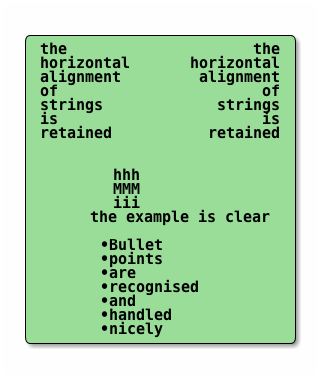 the the
horizontal horizontal
alignment alignment
of of
strings strings
is is
retained retained
hhh
MMM
iii
the example is clear
•Bullet
•points
•are
•recognised
•and
•handled
•nicely